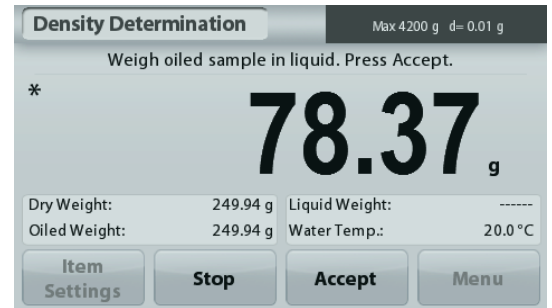 Density Determination
Max 4200 g d= 0.01 g
Weigh oiled sample in liquid. Press Accept.
*
78.37 g
Dry Weight: 249.94 g Liquid Weight: ------
Oiled Weight: 249.94 g Water Temp.: 20.0 °C
Item Settings Stop Accept Menu